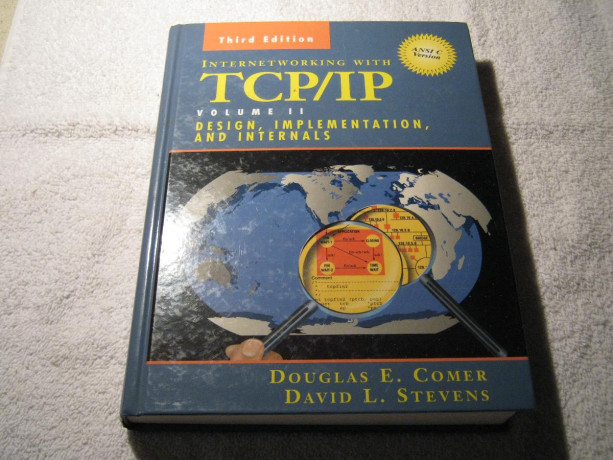 Third Edition
INTERNETWORKING WITH
TCP/IP
VOLUME II
DESIGN, IMPLEMENTATION,
AND INTERNALS
ANSI C
Version
DOUGLAS E. COMER
DAVID L. STEVENS